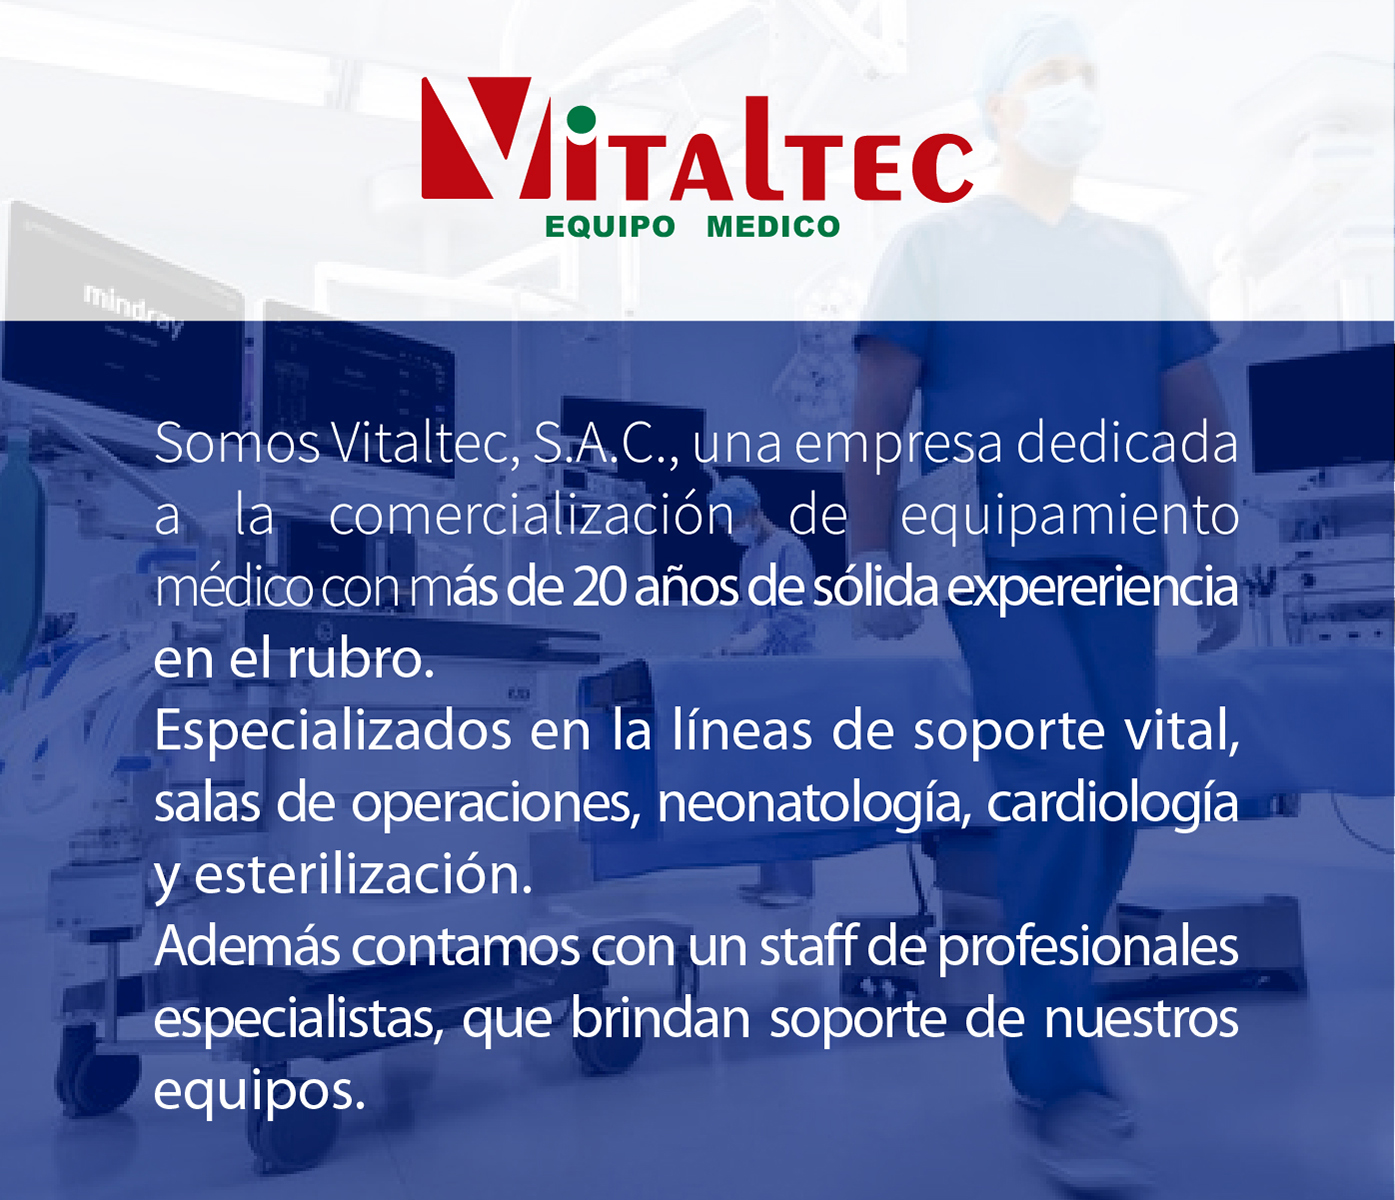 VITALTEC
EQUIPO MEDICO
mindray
Somos Vitaltec, S.A.C., una empresa dedicada
a la comercialización de equipamiento
médico con más de 20 años de sólida expereriencia
en el rubro.
Especializados en la líneas de soporte vital,
salas de operaciones, neonatología, cardiología
y esterilización.
Además contamos con un staff de profesionales
especialistas, que brindan soporte de nuestros
equipos.